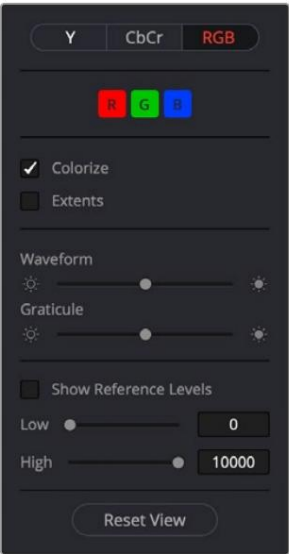 Y CbCr RGB
R G B
Colorize
Extents
Waveform
Graticule
Show Reference Levels
Low 0
High 10000
Reset View